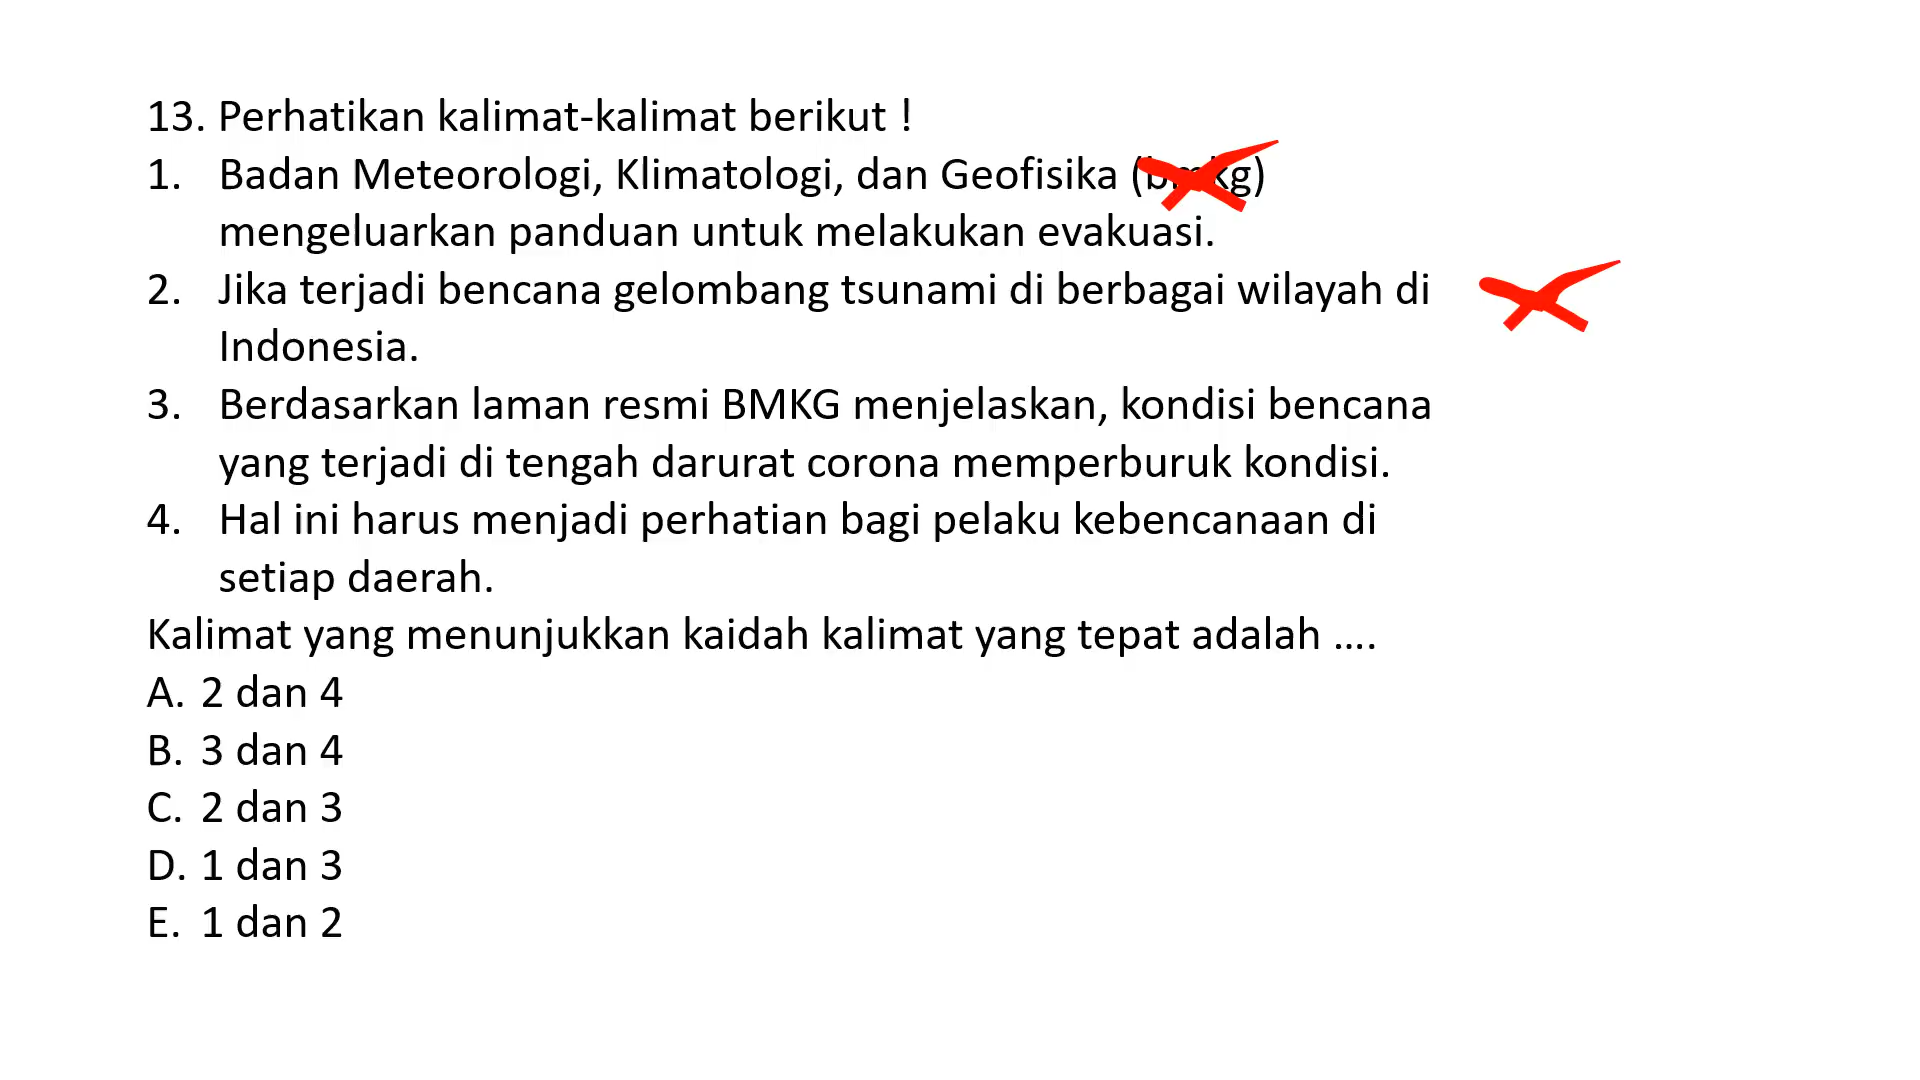 13. Perhatikan kalimat-kalimat berikut !
1. Badan Meteorologi, Klimatologi, dan Geofisika (bmkg)
mengeluarkan panduan untuk melakukan evakuasi.
2. Jika terjadi bencana gelombang tsunami di berbagai wilayah di
Indonesia.
3. Berdasarkan laman resmi BMKG menjelaskan, kondisi bencana
yang terjadi di tengah darurat corona memperburuk kondisi.
4. Hal ini harus menjadi perhatian bagi pelaku kebencanaan di
setiap daerah.
Kalimat yang menunjukkan kaidah kalimat yang tepat adalah ....
A. 2 dan 4
B. 3 dan 4
C. 2 dan 3
D. 1 dan 3
E. 1 dan 2